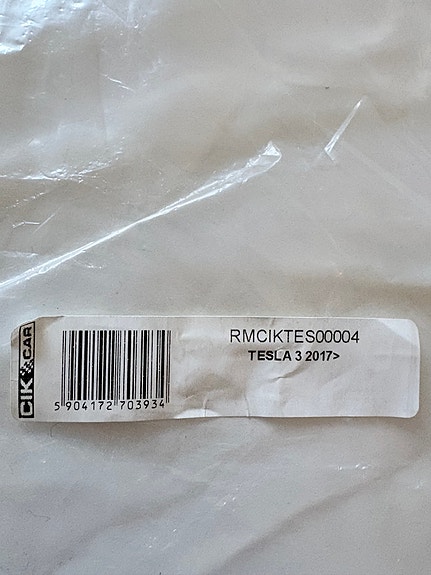 CIK CAR
RMCIKTES00004
TESLA 3 2017>
5 904172 703934